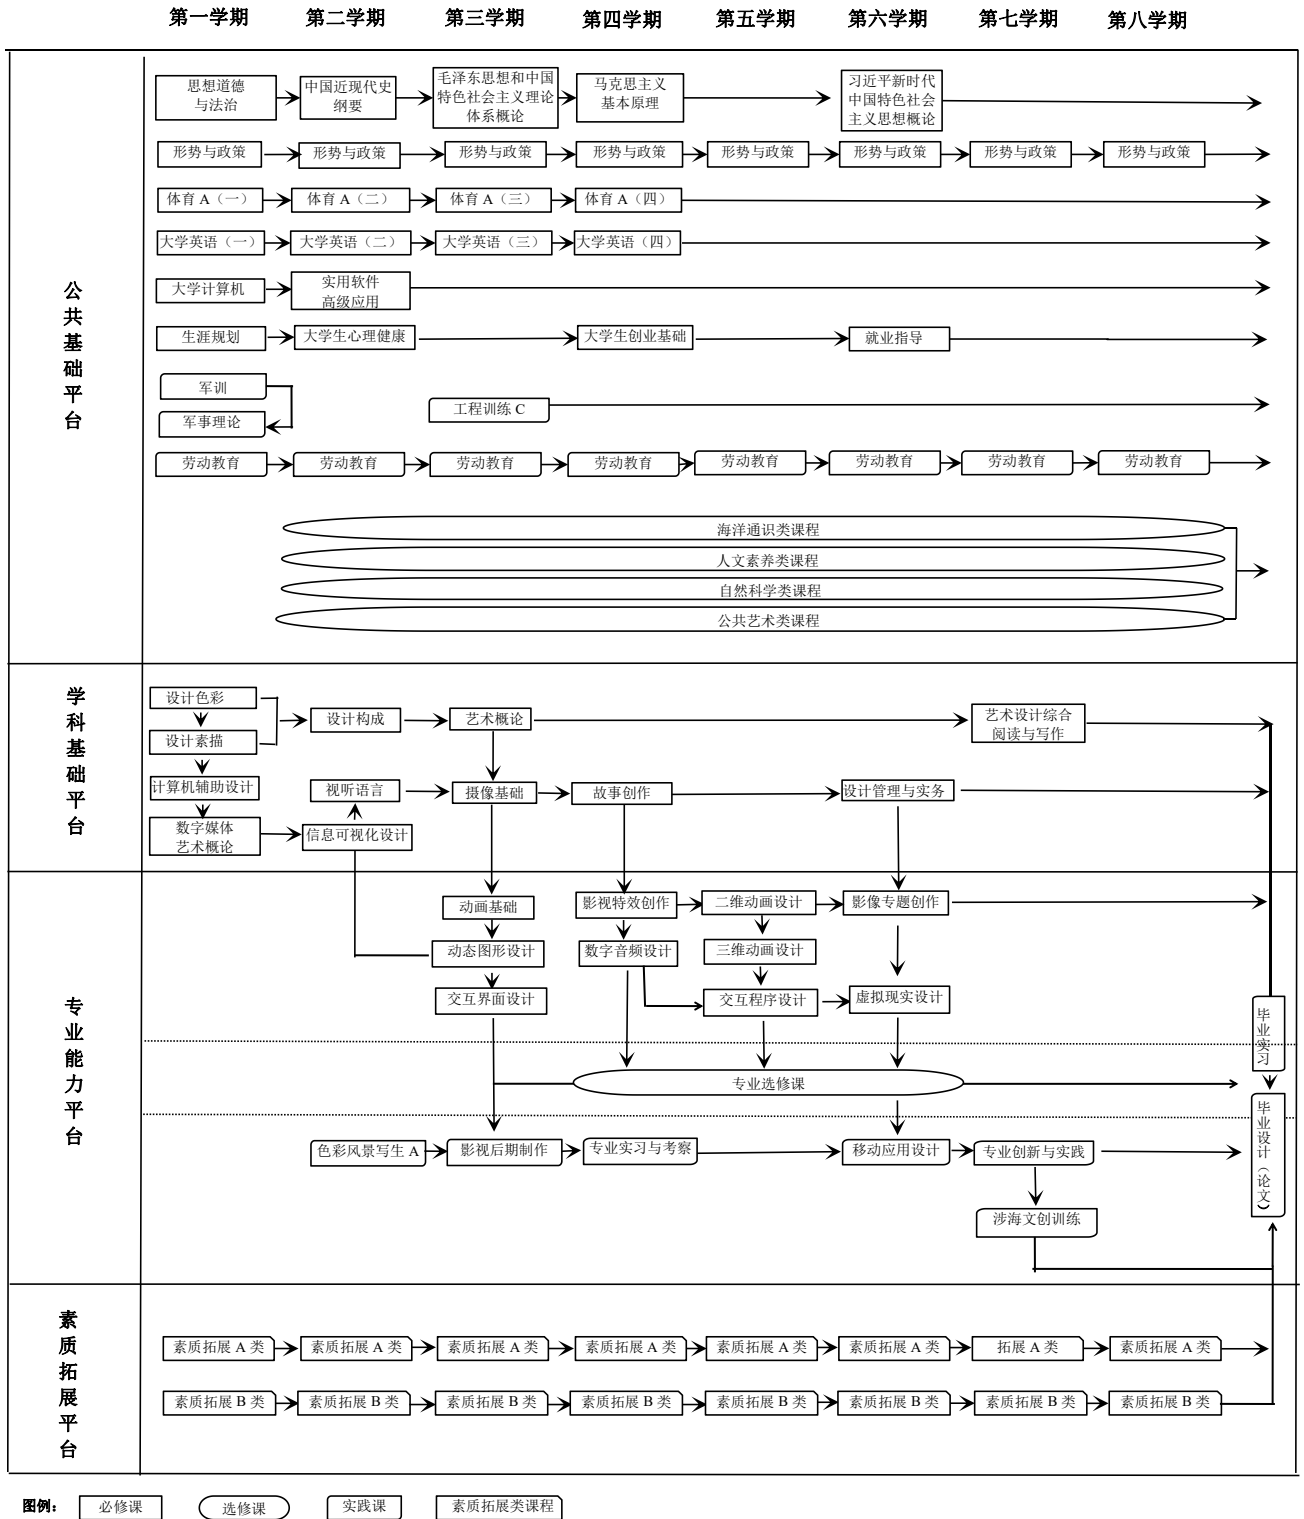 第一学期 第二学期 第三学期 第四学期 第五学期 第六学期 第七学期 第八学期
公共基础平台
思想道德
与法治
中国近现代史
纲要
毛泽东思想和中国
特色社会主义理论
体系概论
马克思主义
基本原理
习近平新时代
中国特色社会
主义思想概论
形势与政策 形势与政策 形势与政策 形势与政策 形势与政策 形势与政策 形势与政策 形势与政策
体育 A（一） 体育 A（二） 体育 A（三） 体育 A（四）
大学英语（一） 大学英语（二） 大学英语（三） 大学英语（四）
大学计算机
实用软件
高级应用
生涯规划 大学生心理健康 大学生创业基础 就业指导
军训
军事理论
工程训练 C
劳动教育 劳动教育 劳动教育 劳动教育 劳动教育 劳动教育 劳动教育 劳动教育
海洋通识类课程
人文素养类课程
自然科学类课程
公共艺术类课程
学科基础平台
设计色彩
设计素描
设计构成
艺术概论
艺术设计综合
阅读与写作
计算机辅助设计
视听语言
摄像基础
故事创作
设计管理与实务
数字媒体
艺术概论
信息可视化设计
专业能力平台
动画基础
影视特效创作
二维动画设计
影像专题创作
动态图形设计
数字音频设计
三维动画设计
交互界面设计
交互程序设计
虚拟现实设计
毕业实习
专业选修课
毕业设计（论文）
色彩风景写生 A
影视后期制作
专业实习与考察
移动应用设计
专业创新与实践
涉海文创训练
素质拓展平台
素质拓展 A 类 素质拓展 A 类 素质拓展 A 类 素质拓展 A 类 素质拓展 A 类 素质拓展 A 类 拓展 A 类 素质拓展 A 类
素质拓展 B 类 素质拓展 B 类 素质拓展 B 类 素质拓展 B 类 素质拓展 B 类 素质拓展 B 类 素质拓展 B 类 素质拓展 B 类
图例： 必修课 选修课 实践课 素质拓展类课程